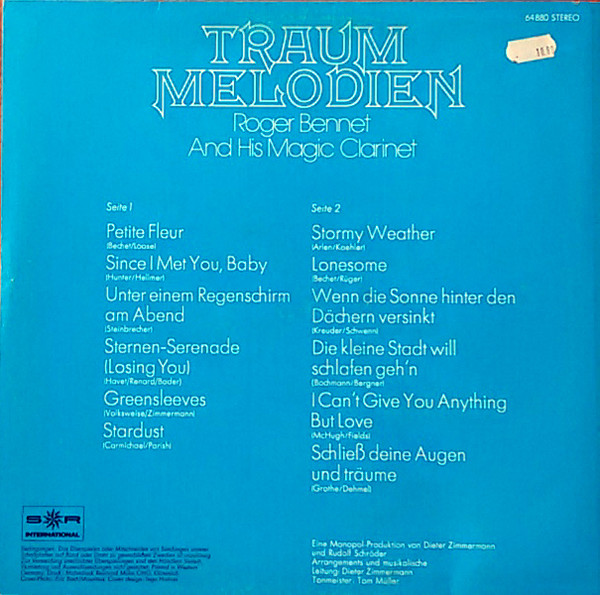 64 880 STEREO
TRAUM
MELODIEN
Roger Bennet
And His Magic Clarinet
Seite 1
Petite Fleur
(Bechet/Loose)
Since I Met You, Baby
(Hunter/Hellmer)
Unter einem Regenschirm
am Abend
(Steinbrecher)
Sternen-Serenade
(Losing You)
(Havet/Renard/Bader)
Greensleeves
(Volksweise/Zimmermann)
Stardust
(Carmichael/Parish)
Seite 2
Stormy Weather
(Arlen/Koehler)
Lonesome
(Bechet/Rüger)
Wenn die Sonne hinter den
Dächern versinkt
(Kreuder/Schwenn)
Die kleine Stadt will
schlafen geh'n
(Bochmann/Bergner)
I Can't Give You Anything
But Love
(McHugh/Fields)
Schließ deine Augen
und träume
(Grothe/Dehmel)
S R
INTERNATIONAL
Eine Monopol-Produktion von Dieter Zimmermann
und Rudolf Schröder
Arrangements und musikalische
Leitung: Dieter Zimmermann
Tonmeister: Tom Müller